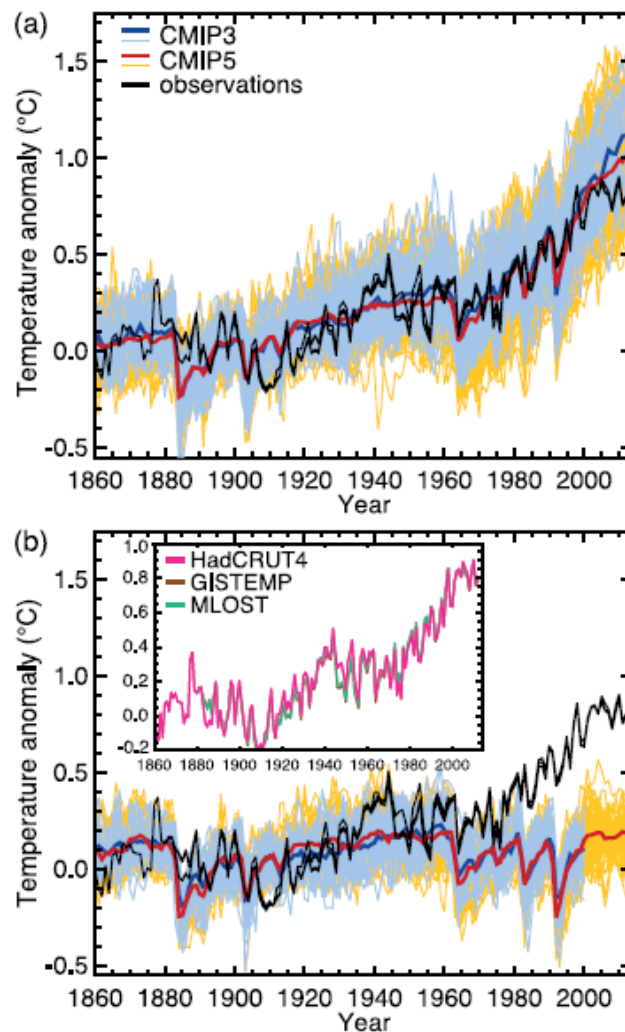 (a)
CMIP3
CMIP5
observations
Temperature anomaly (°C)
1.5
1.0
0.5
0.0
-0.5
1860 1880 1900 1920 1940 1960 1980 2000
Year
(b)
HadCRUT4
GISTEMP
MLOST
1.0
0.8
0.6
0.4
0.2
0.0
-0.2
1860 1880 1900 1920 1940 1960 1980 2000
Temperature anomaly (°C)
1.5
1.0
0.5
0.0
-0.5
1860 1880 1900 1920 1940 1960 1980 2000
Year